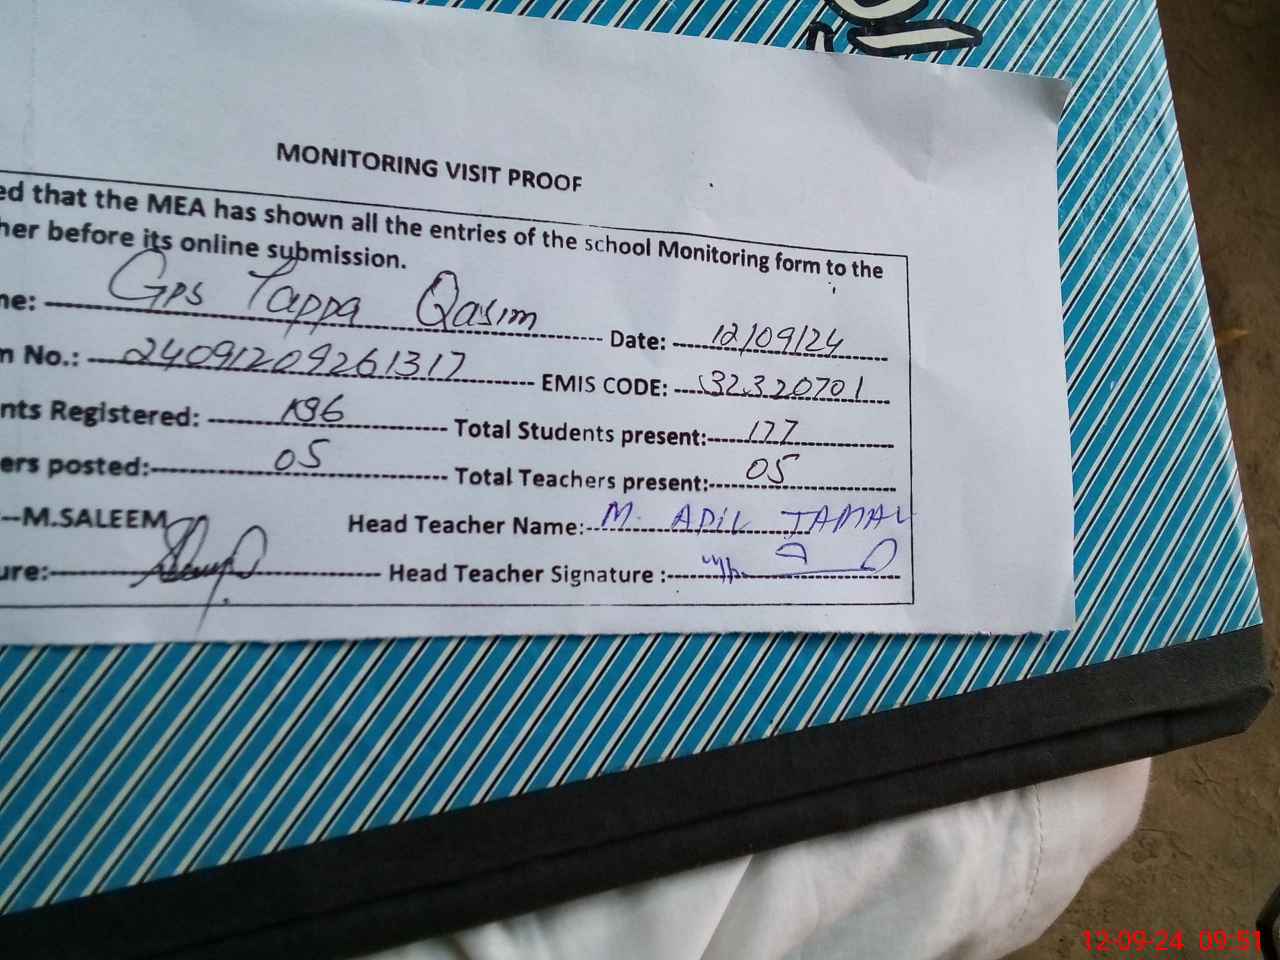 MONITORING VISIT PROOF
ed that the MEA has shown all the entries of the school Monitoring form to the
her before its online submission.
ne: Gps Tappa Qasim Date: 12/09/24
n No.: 24091209261317 EMIS CODE: 32320701
nts Registered: 196 Total Students present: 177
ers posted: 05 Total Teachers present: 05
--M.SALEEM Head Teacher Name: M. ADIL JAMAL
ure: Head Teacher Signature :
12-09-24 09:51